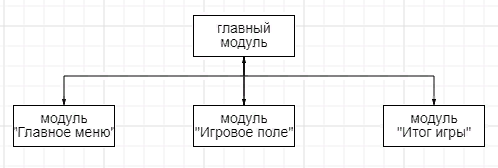 главный
модуль
модуль
"Главное меню"
модуль
"Игровое поле"
модуль
"Итог игры"